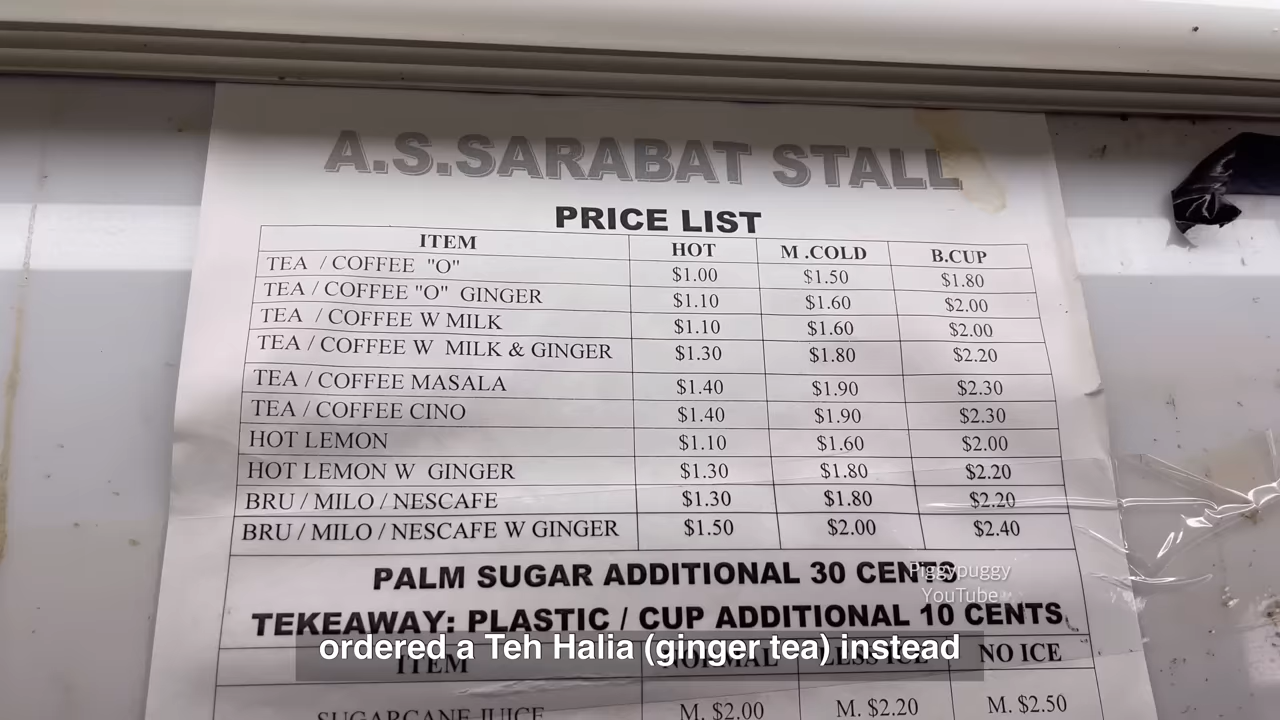 A.S.SARABAT STALL
PRICE LIST
ITEM HOT M .COLD B.CUP
TEA / COFFEE "O" $1.00 $1.50 $1.80
TEA / COFFEE "O" GINGER $1.10 $1.60 $2.00
TEA / COFFEE W MILK $1.10 $1.60 $2.00
TEA / COFFEE W MILK & GINGER $1.30 $1.80 $2.20
TEA / COFFEE MASALA $1.40 $1.90 $2.30
TEA / COFFEE CINO $1.40 $1.90 $2.30
HOT LEMON $1.10 $1.60 $2.00
HOT LEMON W GINGER $1.30 $1.80 $2.20
BRU / MILO / NESCAFE $1.30 $1.80 $2.20
BRU / MILO / NESCAFE W GINGER $1.50 $2.00 $2.40
PALM SUGAR ADDITIONAL 30 CENTS
Piggypuggy
YouTube
TEKEAWAY: PLASTIC / CUP ADDITIONAL 10 CENTS
ordered a Teh Halia (ginger tea) instead
ITEM NORMAL LESS ICE NO ICE
SUGARCANE JUICE M. $2.00 M. $2.20 M. $2.50